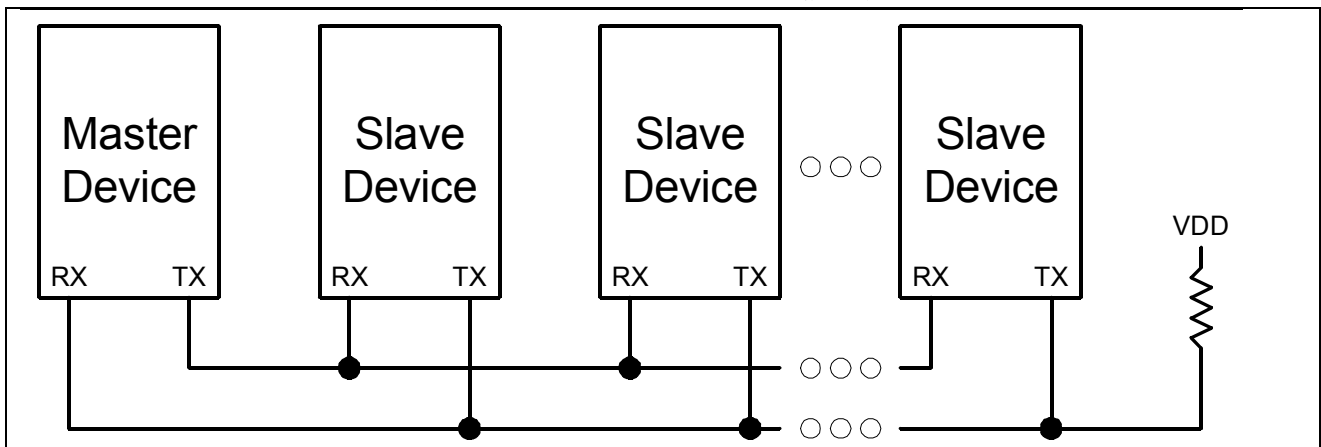 Master
Device
RX TX
Slave
Device
RX TX
Slave
Device
RX TX
Slave
Device
RX TX
VDD